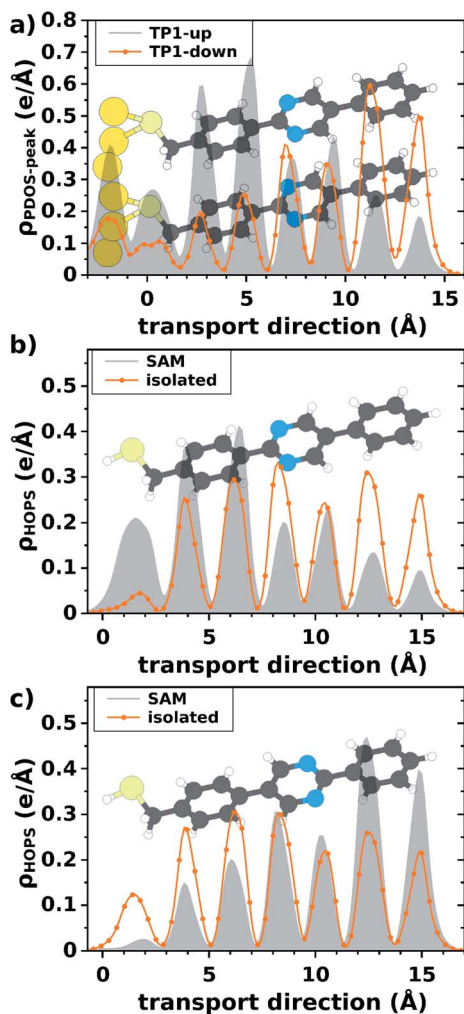 a)
TP1-up
TP1-down
0.8
0.7
0.6
0.5
0.4
0.3
0.2
0.1
0
ρPDOS-peak (e/Å)
0 5 10 15
transport direction (Å)
b)
SAM
isolated
0.5
0.4
0.3
0.2
0.1
0
ρHOPS (e/Å)
0 5 10 15
transport direction (Å)
c)
SAM
isolated
0.5
0.4
0.3
0.2
0.1
0
ρHOPS (e/Å)
0 5 10 15
transport direction (Å)